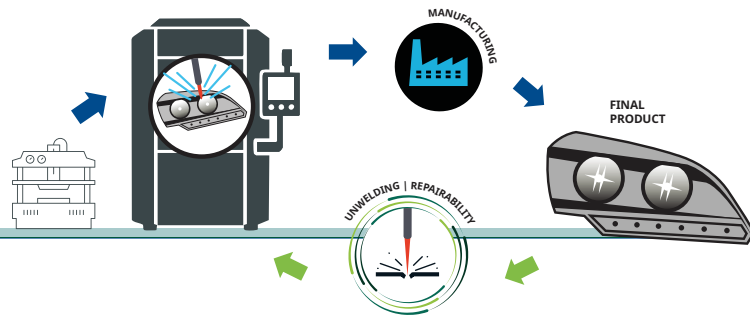 MANUFACTURING
FINAL
PRODUCT
UNWELDING | REPAIRABILITY